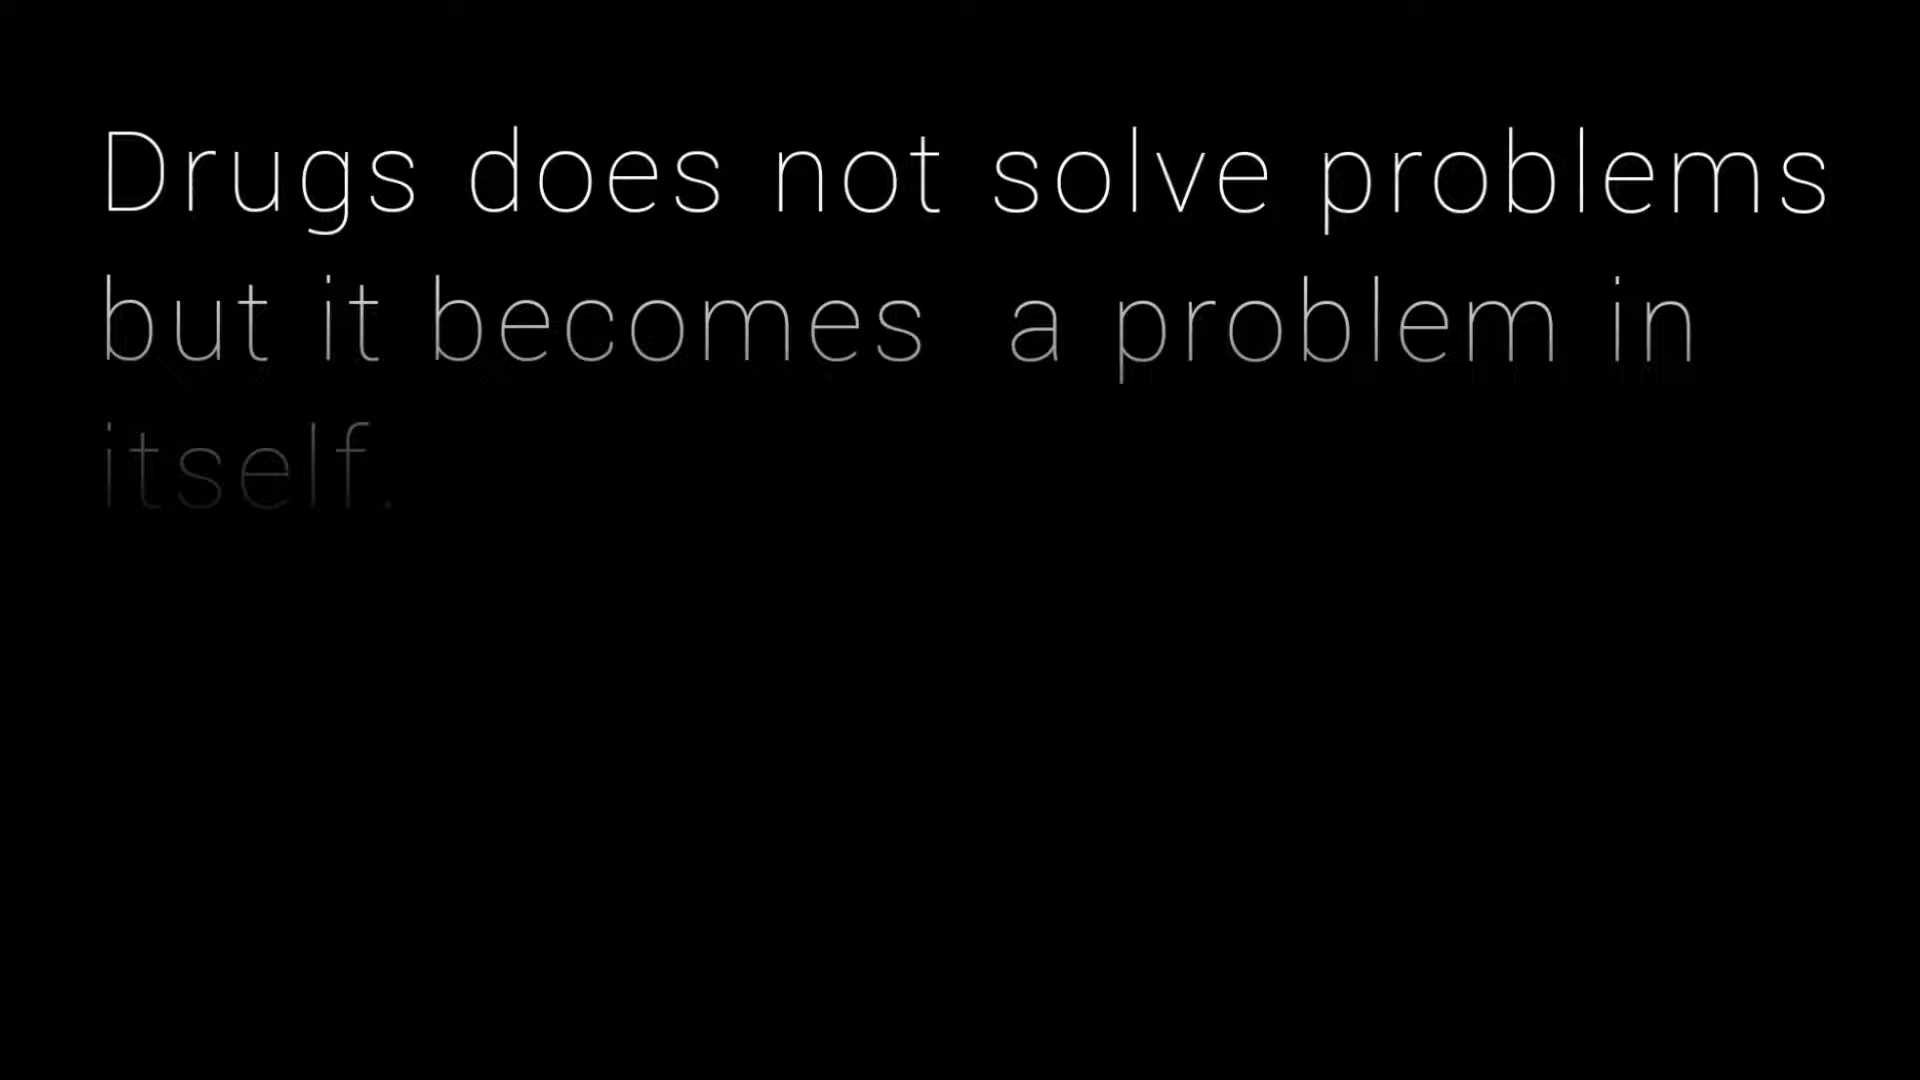 Drugs does not solve problems
but it becomes  a problem in
itself.